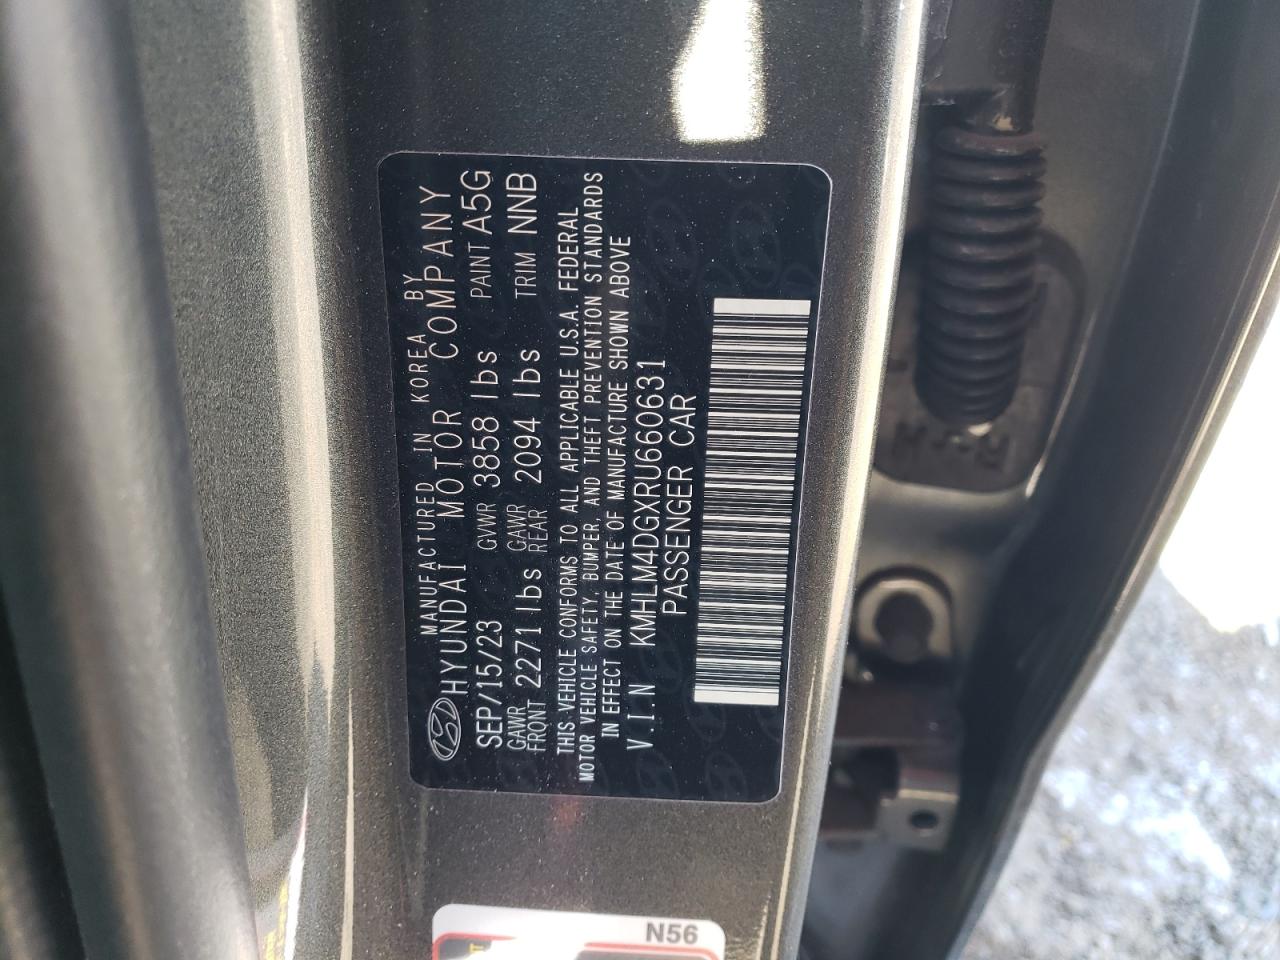 MANUFACTURED IN KOREA BY
HYUNDAI MOTOR COMPANY
SEP/15/23 GVWR 3858 lbs PAINT A5G
GAWR FRONT 2271 lbs GAWR REAR 2094 lbs TRIM NNB
THIS VEHICLE CONFORMS TO ALL APPLICABLE U.S.A. FEDERAL
MOTOR VEHICLE SAFETY, BUMPER, AND THEFT PREVENTION STANDARDS
IN EFFECT ON THE DATE OF MANUFACTURE SHOWN ABOVE
V.I.N KMHLM4DGXRU660631
PASSENGER CAR
N56